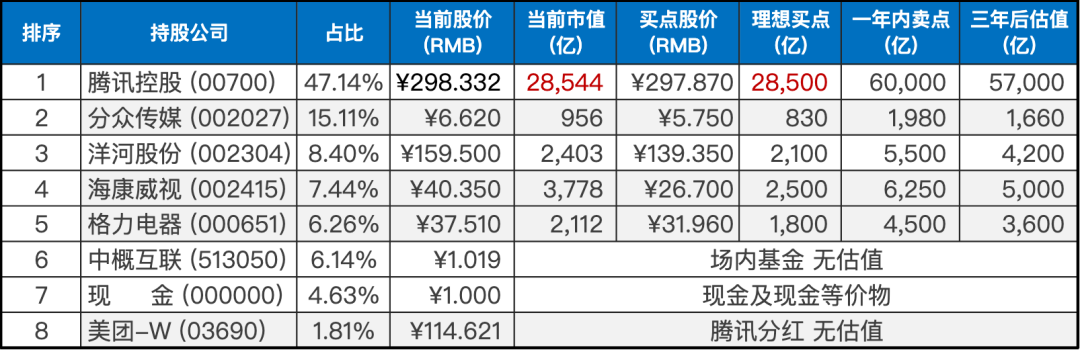 排序 持股公司 占比 当前股价 (RMB) 当前市值 (亿) 买点股价 (RMB) 理想买点 (亿) 一年内卖点 (亿) 三年后估值 (亿)
1 腾讯控股 (00700) 47.14% ¥298.332 28,544 ¥297.870 28,500 60,000 57,000
2 分众传媒 (002027) 15.11% ¥6.620 956 ¥5.750 830 1,980 1,660
3 洋河股份 (002304) 8.40% ¥159.500 2,403 ¥139.350 2,100 5,500 4,200
4 海康威视 (002415) 7.44% ¥40.350 3,778 ¥26.700 2,500 6,250 5,000
5 格力电器 (000651) 6.26% ¥37.510 2,112 ¥31.960 1,800 4,500 3,600
6 中概互联 (513050) 6.14% ¥1.019 场内基金 无估值
7 现 金 (000000) 4.63% ¥1.000 现金及现金等价物
8 美团-W (03690) 1.81% ¥114.621 腾讯分红 无估值